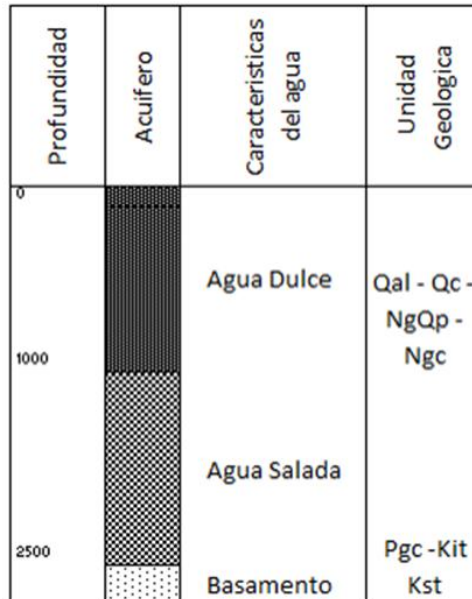 Profundidad
Acuifero
Caracteristicas
del agua
Unidad
Geologica
0
Agua Dulce
Qal - Qc -
NgQp -
Ngc
1000
Agua Salada
2500
Pgc -Kit
Basamento
Kst